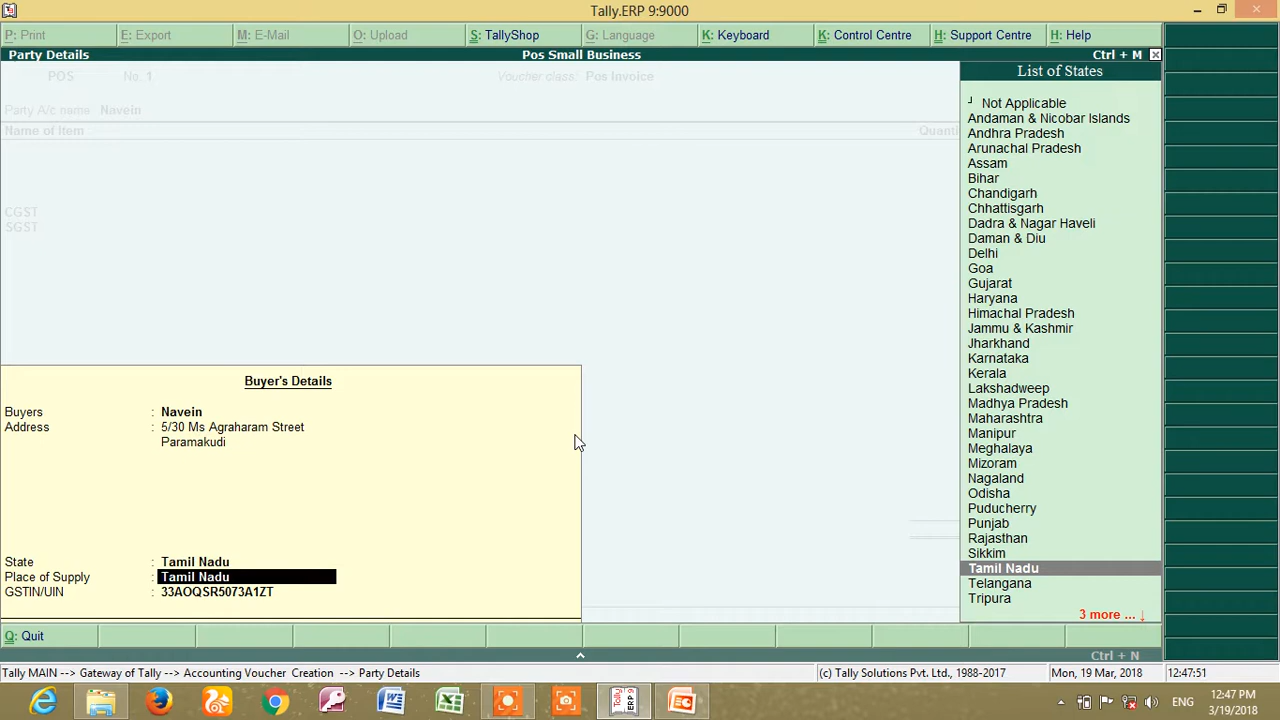 Tally.ERP 9:9000
P: Print E: Export M: E-Mail O: Upload S: TallyShop G: Language K: Keyboard K: Control Centre H: Support Centre H: Help
Party Details Pos Small Business Ctrl + M
List of States
POS No. 1 Voucher class: Pos Invoice
Party A/c name Navein
Name of Item Quanti
CGST
SGST
Not Applicable
Andaman & Nicobar Islands
Andhra Pradesh
Arunachal Pradesh
Assam
Bihar
Chandigarh
Chhattisgarh
Dadra & Nagar Haveli
Daman & Diu
Delhi
Goa
Gujarat
Haryana
Himachal Pradesh
Jammu & Kashmir
Jharkhand
Karnataka
Kerala
Lakshadweep
Madhya Pradesh
Maharashtra
Manipur
Meghalaya
Mizoram
Nagaland
Odisha
Puducherry
Punjab
Rajasthan
Sikkim
Tamil Nadu
Telangana
Tripura
3 more ... ↓
Buyer's Details
Buyers : Navein
Address : 5/30 Ms Agraharam Street
Paramakudi
State : Tamil Nadu
Place of Supply : Tamil Nadu
GSTIN/UIN : 33AOQSR5073A1ZT
Q: Quit
Ctrl + N
Tally MAIN --> Gateway of Tally --> Accounting Voucher Creation --> Party Details (c) Tally Solutions Pvt. Ltd., 1988-2017 Mon, 19 Mar, 2018 12:47:51
ENG 12:47 PM
3/19/2018